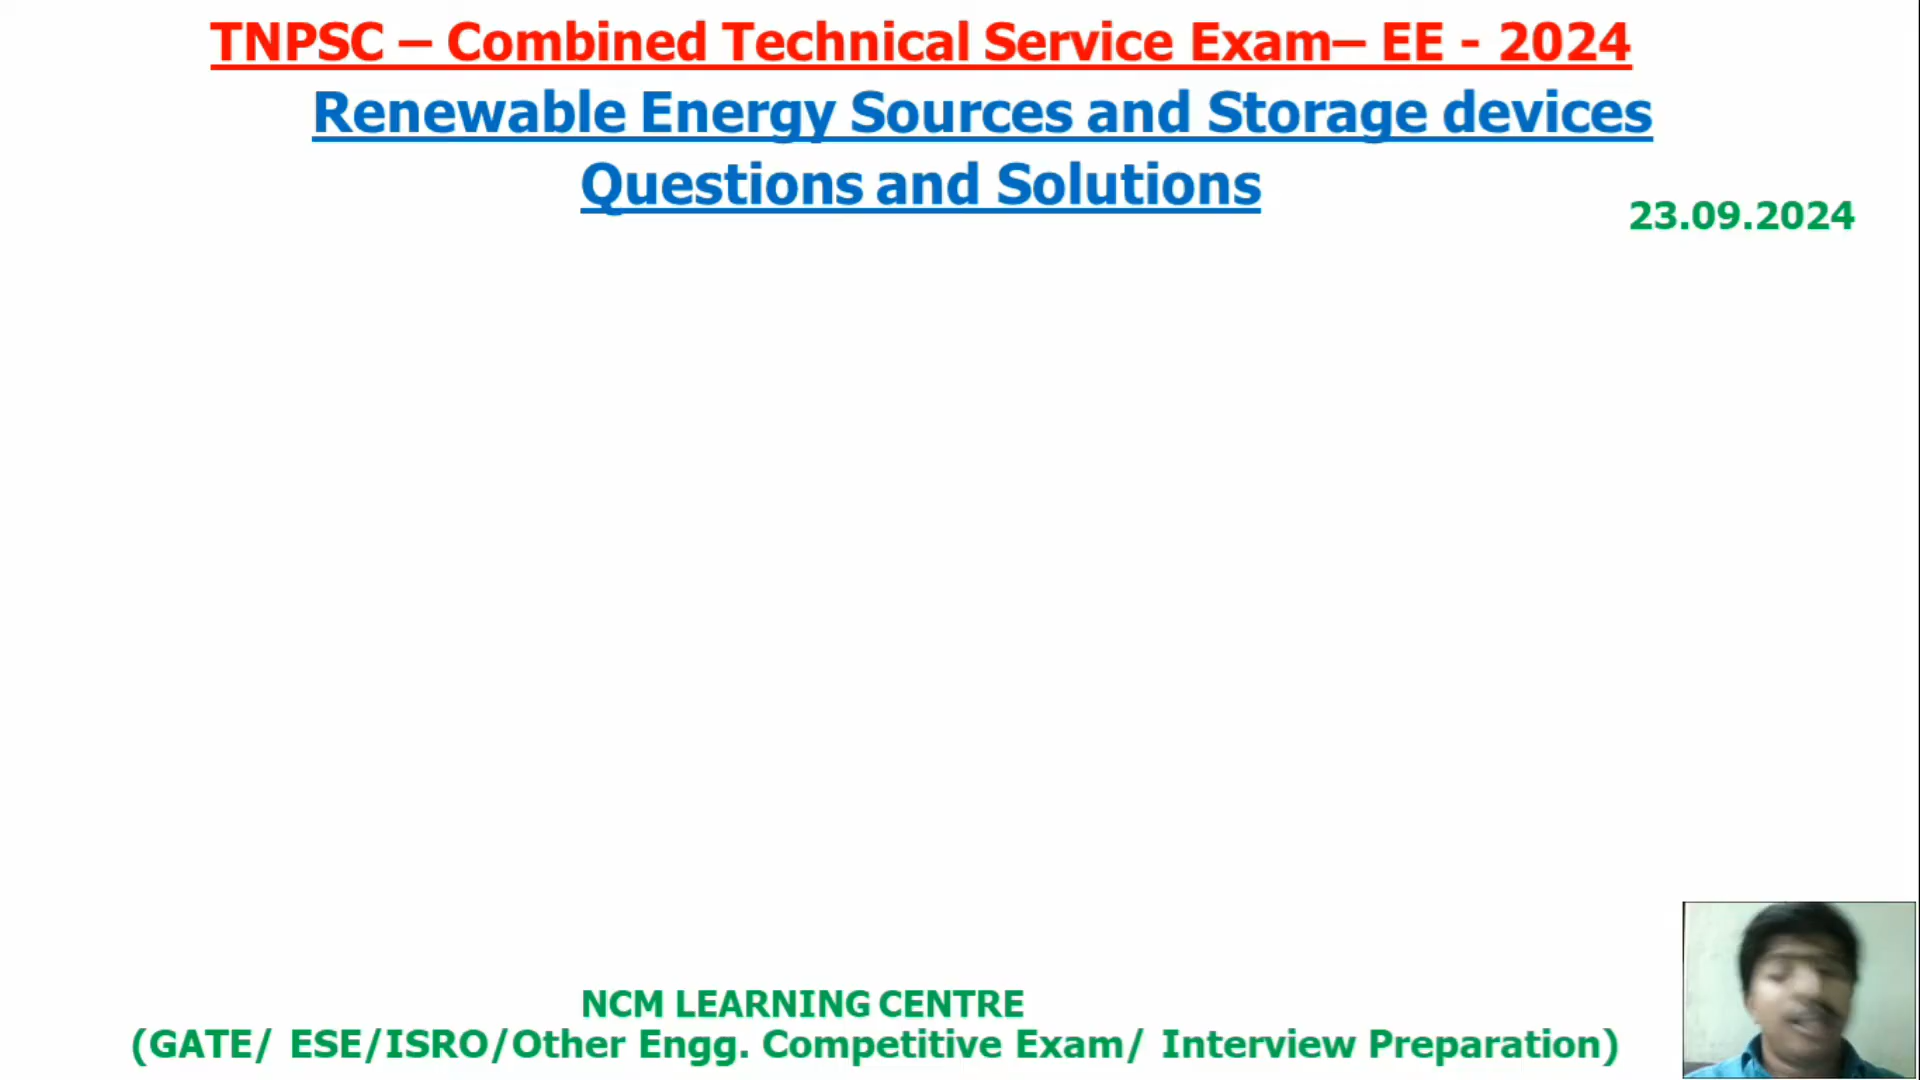 TNPSC – Combined Technical Service Exam– EE - 2024
Renewable Energy Sources and Storage devices
Questions and Solutions
23.09.2024
NCM LEARNING CENTRE
(GATE/ ESE/ISRO/Other Engg. Competitive Exam/ Interview Preparation)